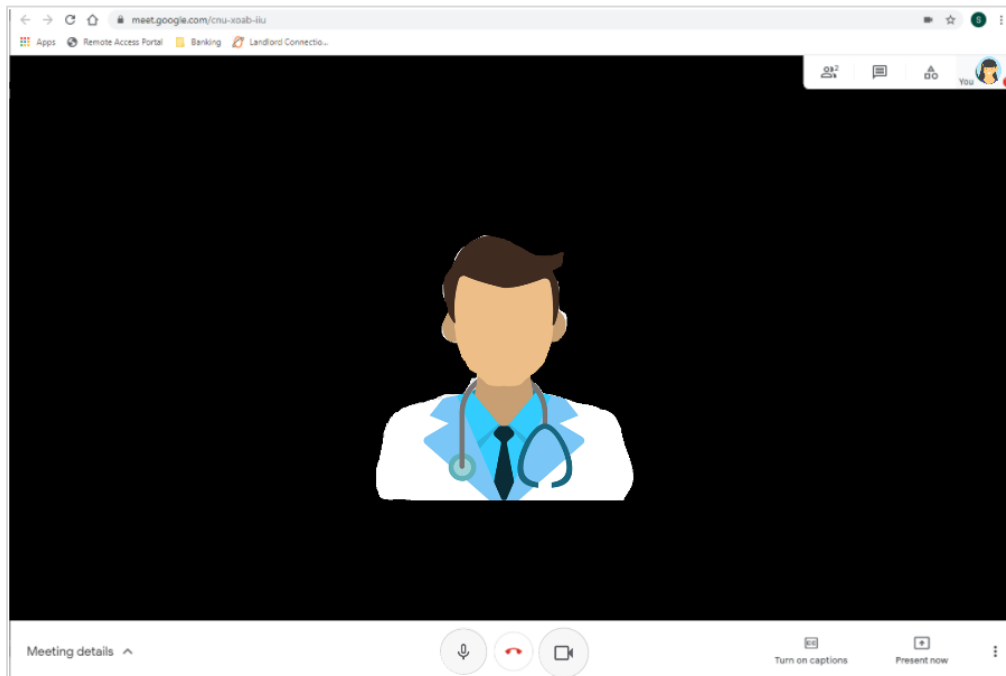 meet.google.com/cnu-xoab-iiu
S
Apps Remote Access Portal Banking Landlord Connectio...
2
You
Meeting details
CC
Turn on captions
Present now